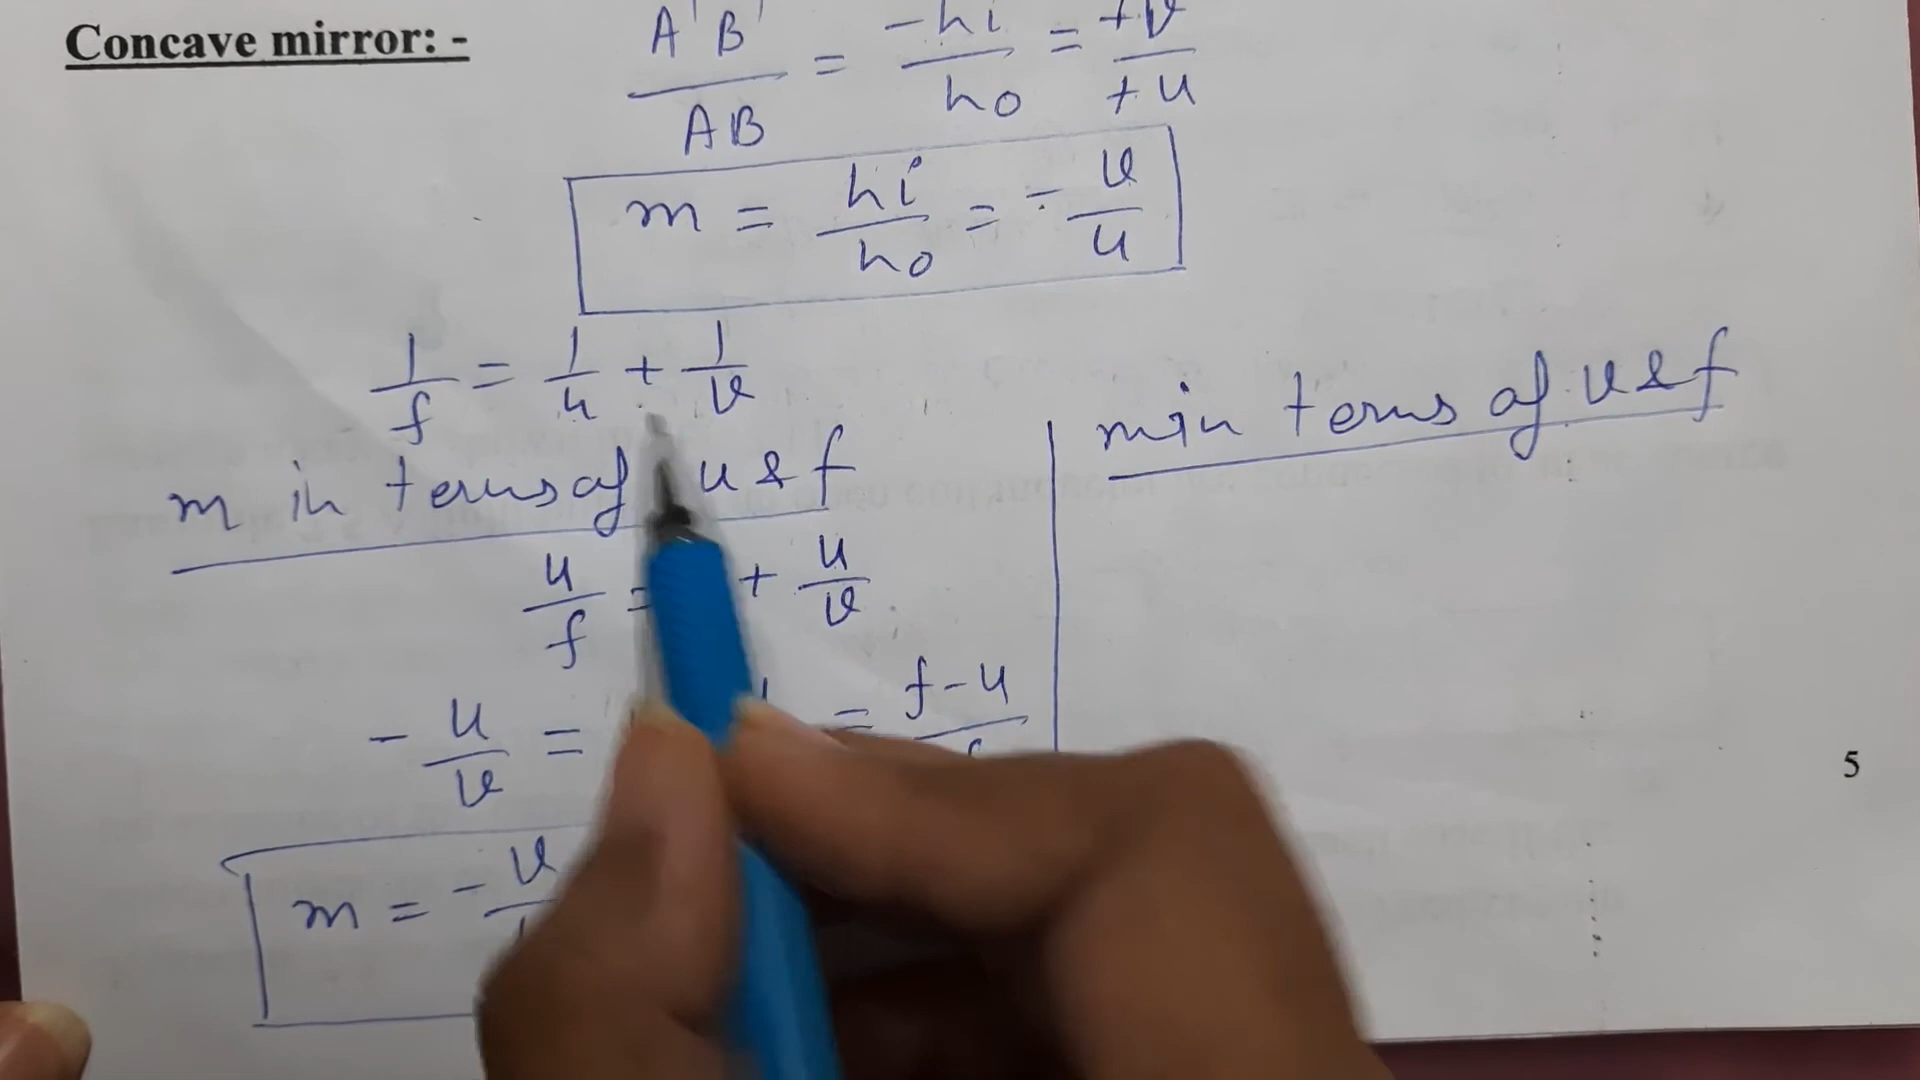 Concave mirror: -
A'B'/AB = -hi/ho = +v/+u
m = hi/ho = -v/u
1/f = 1/u + 1/v
m in terms of u & f
u/f = + u/v
-u/v = = f-u
m = -v
m in terms of v & f
5